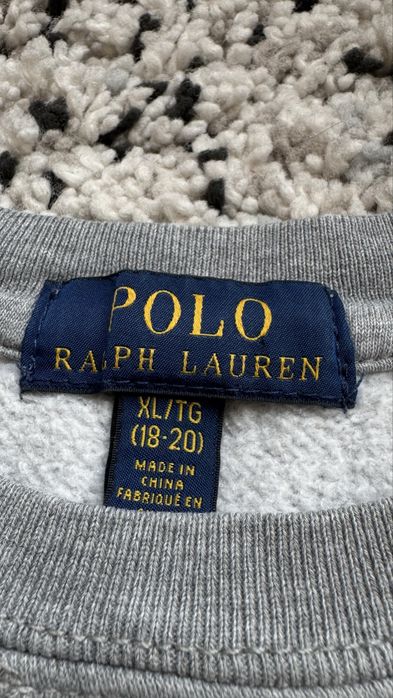 POLO
RALPH LAUREN
XL/TG
(18-20)
MADE IN
CHINA
FABRIQUÉ EN